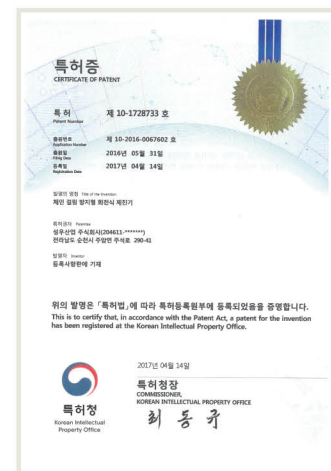 특허증
CERTIFICATE OF PATENT
특 허 제 10-1728733 호
Patent Number
출원번호 제 10-2016-0067602 호
Application Number
출원일 2016년 05월 31일
Filing Date
등록일 2017년 04월 14일
Registration Date
발명의 명칭 Title of the Invention
체인 걸림 방지형 회전식 제진기
특허권자 Patentee
성우산업 주식회사(204611-*******)
전라남도 순천시 주암면 주석로 290-41
발명자 Inventor
등록사항란에 기재
위의 발명은 「특허법」에 따라 특허등록원부에 등록되었음을 증명합니다.
This is to certify that, in accordance with the Patent Act, a patent for the invention
has been registered at the Korean Intellectual Property Office.
2017년 04월 14일
특허청장
COMMISSIONER,
KOREAN INTELLECTUAL PROPERTY OFFICE
최동규
특허청
Korean Intellectual
Property Office